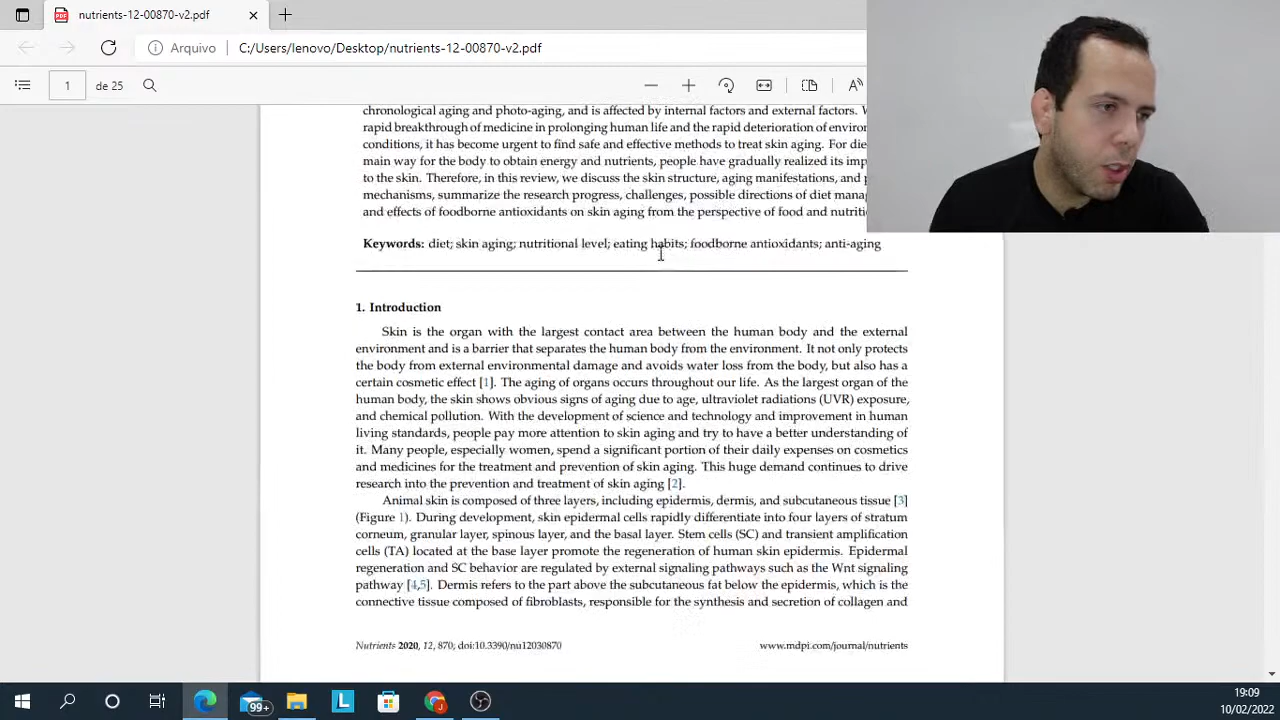 nutrients-12-00870-v2.pdf
Arquivo C:/Users/lenovo/Desktop/nutrients-12-00870-v2.pdf
1 de 25
chronological aging and photo-aging, and is affected by internal factors and external factors.
rapid breakthrough of medicine in prolonging human life and the rapid deterioration of
conditions, it has become urgent to find safe and effective methods to treat skin aging. For
main way for the body to obtain energy and nutrients, people have gradually realized its
to the skin. Therefore, in this review, we discuss the skin structure, aging manifestations, and
mechanisms, summarize the research progress, challenges, possible directions of diet
and effects of foodborne antioxidants on skin aging from the perspective of food and
Keywords: diet; skin aging; nutritional level; eating habits; foodborne antioxidants; anti-aging
1. Introduction
Skin is the organ with the largest contact area between the human body and the external
environment and is a barrier that separates the human body from the environment. It not only protects
the body from external environmental damage and avoids water loss from the body, but also has a
certain cosmetic effect [1]. The aging of organs occurs throughout our life. As the largest organ of the
human body, the skin shows obvious signs of aging due to age, ultraviolet radiations (UVR) exposure,
and chemical pollution. With the development of science and technology and improvement in human
living standards, people pay more attention to skin aging and try to have a better understanding of
it. Many people, especially women, spend a significant portion of their daily expenses on cosmetics
and medicines for the treatment and prevention of skin aging. This huge demand continues to drive
research into the prevention and treatment of skin aging [2].
Animal skin is composed of three layers, including epidermis, dermis, and subcutaneous tissue [3]
(Figure 1). During development, skin epidermal cells rapidly differentiate into four layers of stratum
corneum, granular layer, spinous layer, and the basal layer. Stem cells (SC) and transient amplification
cells (TA) located at the base layer promote the regeneration of human skin epidermis. Epidermal
regeneration and SC behavior are regulated by external signaling pathways such as the Wnt signaling
pathway [4,5]. Dermis refers to the part above the subcutaneous fat below the epidermis, which is the
connective tissue composed of fibroblasts, responsible for the synthesis and secretion of collagen and
Nutrients 2020, 12, 870; doi:10.3390/nu12030870 www.mdpi.com/journal/nutrients
99+
19:09
10/02/2022